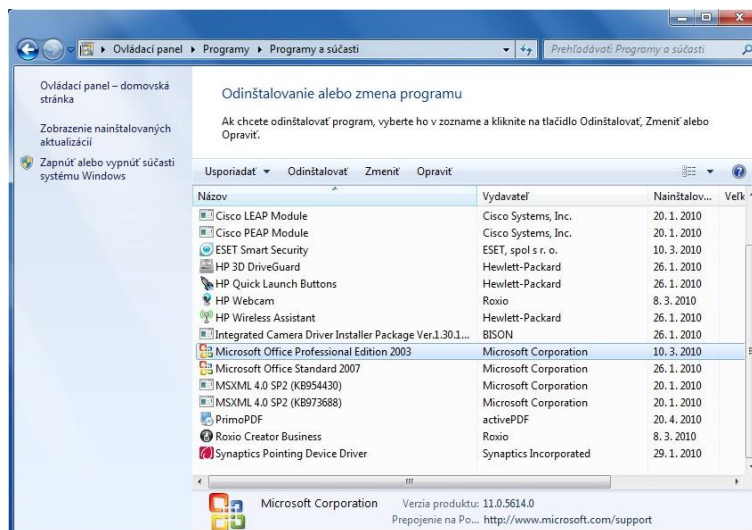 Ovládací panel ▸ Programy ▸ Programy a súčasti
Prehľadávať: Programy a súčasti
Ovládací panel – domovská
stránka
Zobrazenie nainštalovaných
aktualizácií
Zapnúť alebo vypnúť súčasti
systému Windows
Odinštalovanie alebo zmena programu
Ak chcete odinštalovať program, vyberte ho v zozname a kliknite na tlačidlo Odinštalovať, Zmeniť alebo
Opraviť.
Usporiadať Odinštalovať Zmeniť Opraviť
Názov Vydavateľ Nainštalov... Veľk
Cisco LEAP Module Cisco Systems, Inc. 20. 1. 2010
Cisco PEAP Module Cisco Systems, Inc. 20. 1. 2010
ESET Smart Security ESET, spol s r. o. 10. 3. 2010
HP 3D DriveGuard Hewlett-Packard 26. 1. 2010
HP Quick Launch Buttons Hewlett-Packard 26. 1. 2010
HP Webcam Roxio 8. 3. 2010
HP Wireless Assistant Hewlett-Packard 26. 1. 2010
Integrated Camera Driver Installer Package Ver.1.30.1... BISON 26. 1. 2010
Microsoft Office Professional Edition 2003 Microsoft Corporation 10. 3. 2010
Microsoft Office Standard 2007 Microsoft Corporation 26. 1. 2010
MSXML 4.0 SP2 (KB954430) Microsoft Corporation 20. 1. 2010
MSXML 4.0 SP2 (KB973688) Microsoft Corporation 20. 1. 2010
PrimoPDF activePDF 20. 4. 2010
Roxio Creator Business Roxio 8. 3. 2010
Synaptics Pointing Device Driver Synaptics Incorporated 29. 1. 2010
Microsoft Corporation Verzia produktu: 11.0.5614.0
Prepojenie na Po... http://www.microsoft.com/support